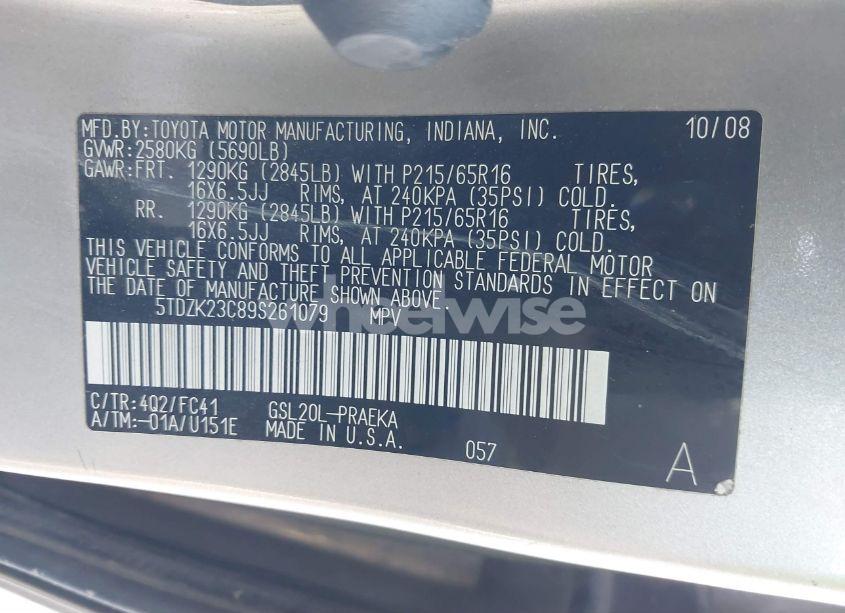 MFD.BY:TOYOTA MOTOR MANUFACTURING, INDIANA, INC. 10/08
GVWR:2580KG (5690LB)
GAWR:FRT. 1290KG (2845LB) WITH P215/65R16 TIRES,
16X6.5JJ RIMS, AT 240KPA (35PSI) COLD.
RR. 1290KG (2845LB) WITH P215/65R16 TIRES,
16X6.5JJ RIMS, AT 240KPA (35PSI) COLD.
THIS VEHICLE CONFORMS TO ALL APPLICABLE FEDERAL MOTOR
VEHICLE SAFETY AND THEFT PREVENTION STANDARDS IN EFFECT ON
THE DATE OF MANUFACTURE SHOWN ABOVE.
5TDZK23C89S261079 MPV
wheelwise
C/TR:4Q2/FC41 GSL20L-PRAEKA
A/TM:-01A/U151E MADE IN U.S.A. 057
A